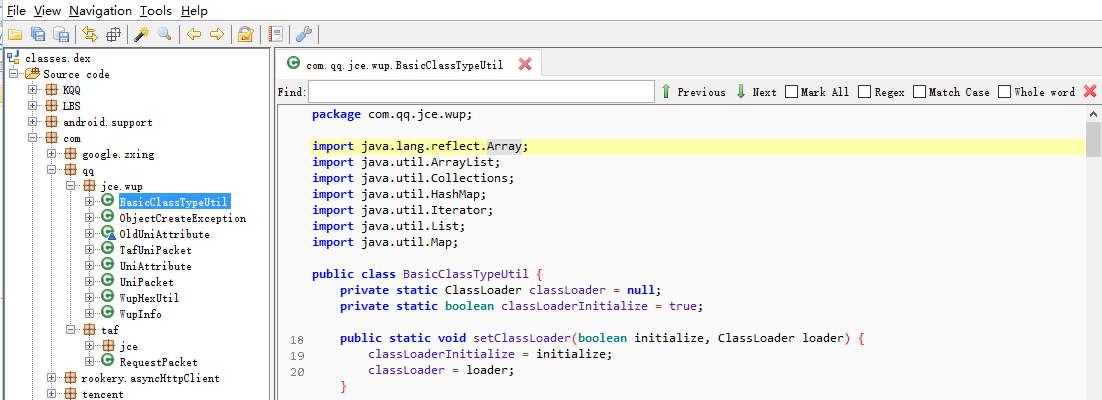 File View Navigation Tools Help
classes.dex
Source code
KQQ
LBS
android.support
com
google.zxing
qq
jce.wup
BasicClassTypeUtil
ObjectCreateException
OldUniAttribute
TafUniPacket
UniAttribute
UniPacket
WupHexUtil
WupInfo
taf
jce
RequestPacket
rookery.asyncHttpClient
tencent
com.qq.jce.wup.BasicClassTypeUtil
Find: Previous Next Mark All Regex Match Case Whole word
package com.qq.jce.wup;
import java.lang.reflect.Array;
import java.util.ArrayList;
import java.util.Collections;
import java.util.HashMap;
import java.util.Iterator;
import java.util.List;
import java.util.Map;
public class BasicClassTypeUtil {
private static ClassLoader classLoader = null;
private static boolean classLoaderInitialize = true;
18 public static void setClassLoader(boolean initialize, ClassLoader loader) {
19 classLoaderInitialize = initialize;
20 classLoader = loader;
}